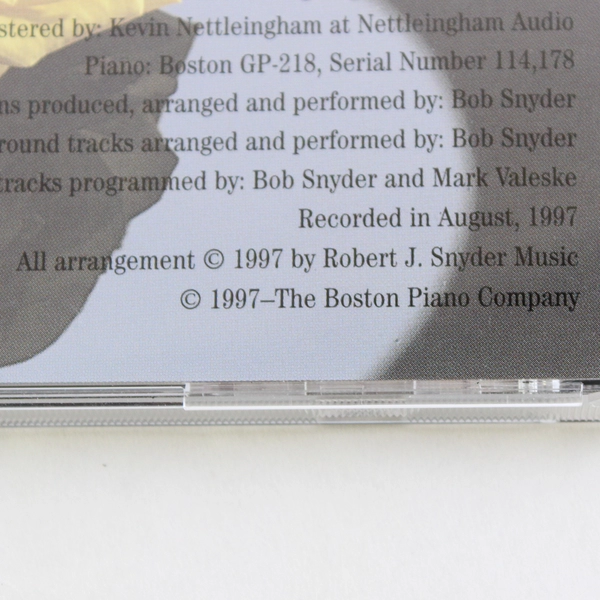 stered by: Kevin Nettleingham at Nettleingham Audio
Piano: Boston GP-218, Serial Number 114,178
ns produced, arranged and performed by: Bob Snyder
round tracks arranged and performed by: Bob Snyder
tracks programmed by: Bob Snyder and Mark Valeske
Recorded in August, 1997
All arrangement © 1997 by Robert J. Snyder Music
© 1997–The Boston Piano Company